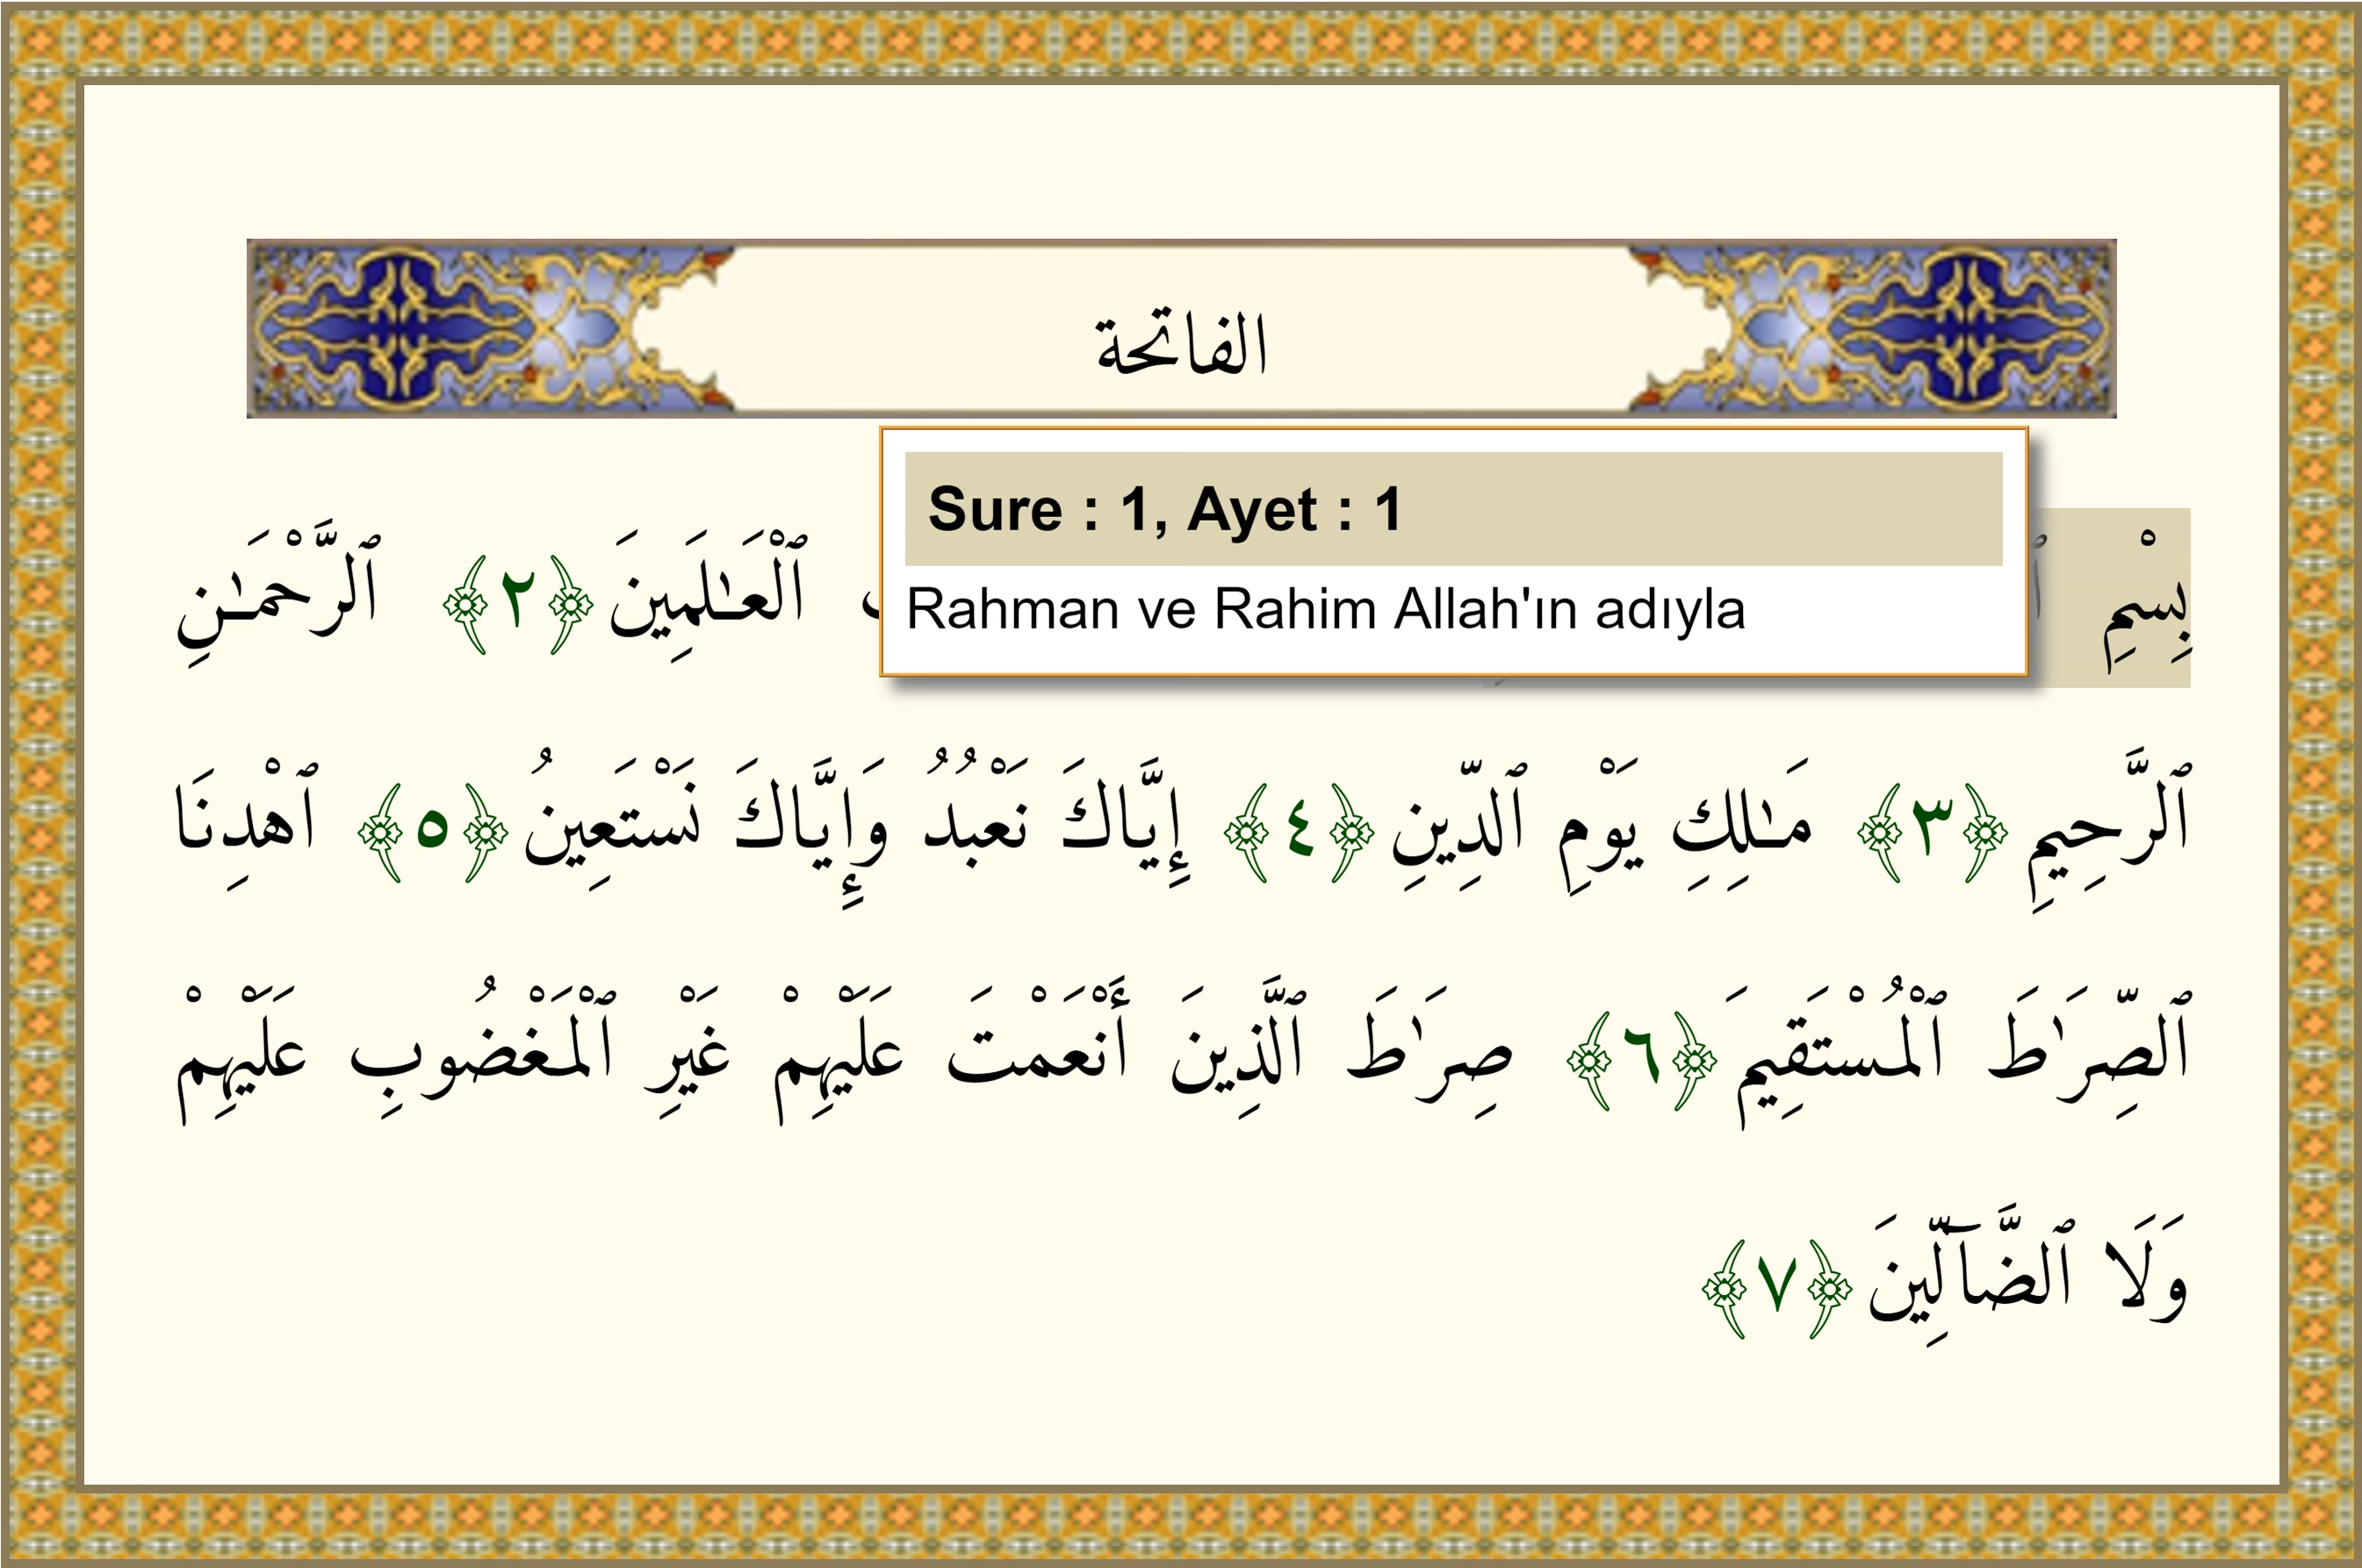 الفاتحة
Sure : 1, Ayet : 1
Rahman ve Rahim Allah'ın adıyla
بِسْمِ ٱلْعَـٰلَمِينَ ﴿٢﴾ ٱلرَّحْمَـٰنِ
ٱلرَّحِيمِ ﴿٣﴾ مَـٰلِكِ يَوْمِ ٱلدِّينِ ﴿٤﴾ إِيَّاكَ نَعْبُدُ وَإِيَّاكَ نَسْتَعِينُ ﴿٥﴾ ٱهْدِنَا
ٱلصِّرَٰطَ ٱلْمُسْتَقِيمَ ﴿٦﴾ صِرَٰطَ ٱلَّذِينَ أَنْعَمْتَ عَلَيْهِمْ غَيْرِ ٱلْمَغْضُوبِ عَلَيْهِمْ
وَلَا ٱلضَّآلِّينَ ﴿٧﴾